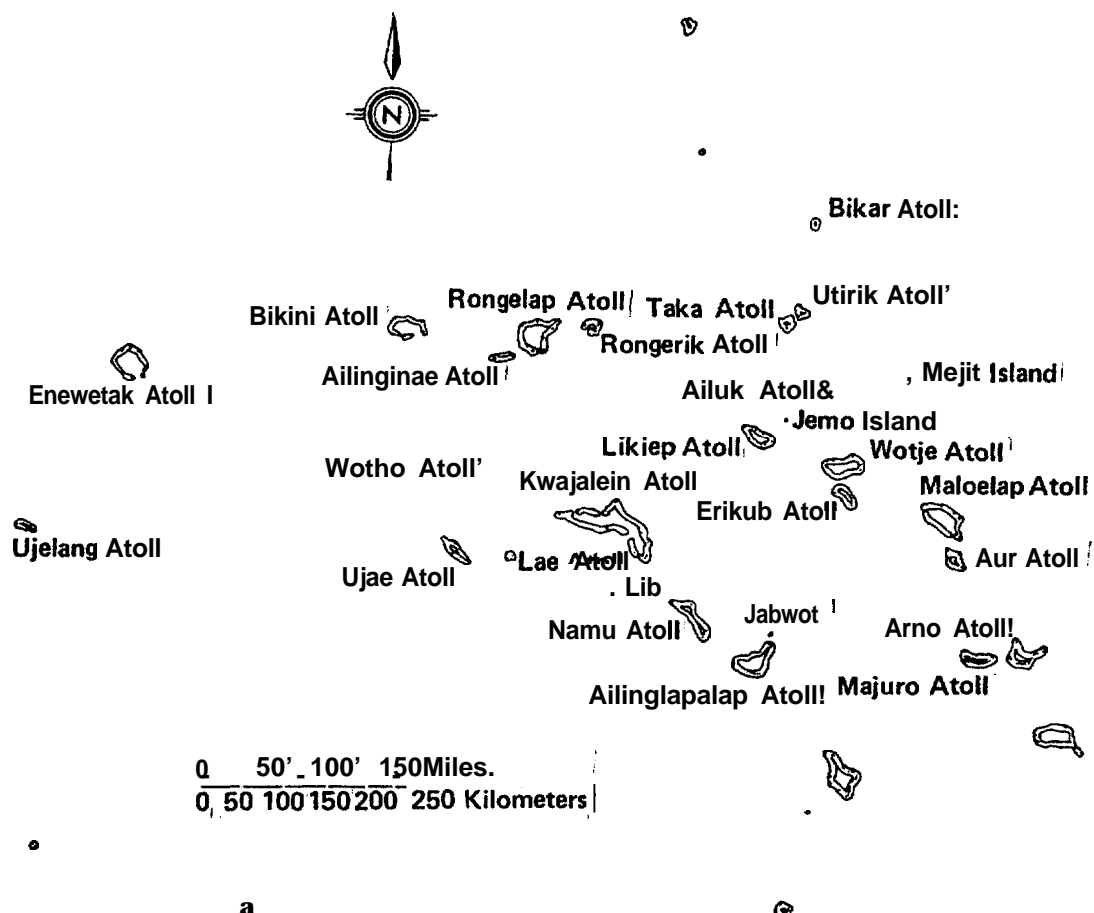 N
Bikar Atoll:
Utirik Atoll'
Rongelap Atoll
Taka Atoll
Bikini Atoll
Rongerik Atoll
Ailinginae Atoll
, Mejit Island
Enewetak Atoll I
Ailuk Atoll&
Jemo Island
Likiep Atoll
Wotje Atoll
Wotho Atoll'
Kwajalein Atoll
Maloelap Atoll
Erikub Atoll
Ujelang Atoll
Lae Atoll
Aur Atoll
Ujae Atoll
. Lib
Jabwot
Namu Atoll
Arno Atoll!
Ailinglapalap Atoll!
Majuro Atoll
0 50' 100' 150Miles.
0, 50 100 150 200 250 Kilometers
a